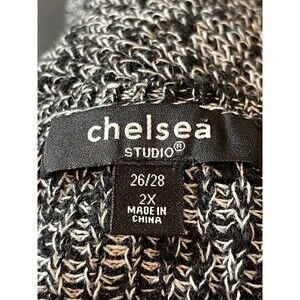 chelsea
STUDIO®
26/28
2X
MADE IN
CHINA